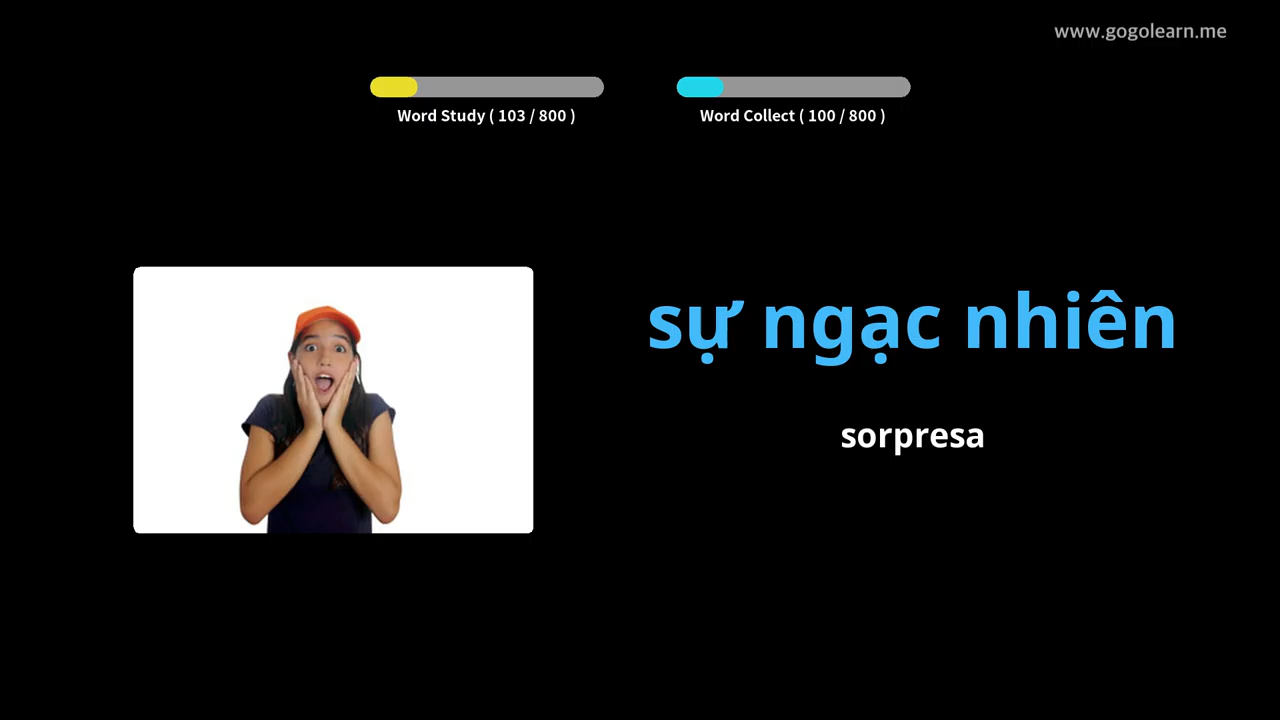 www.gogolearn.me
Word Study ( 103 / 800 )
Word Collect ( 100 / 800 )
sự ngạc nhiên
sorpresa